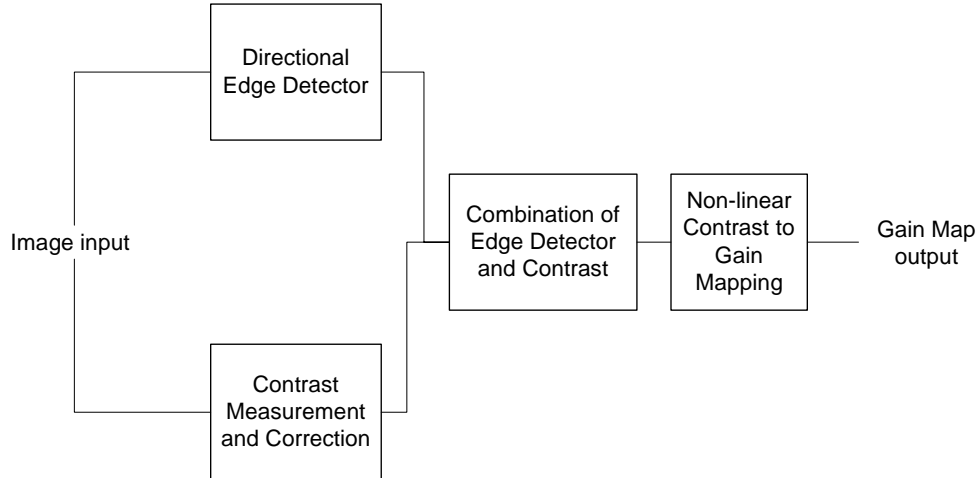 Directional
Edge Detector
Image input
Combination of
Edge Detector
and Contrast
Non-linear
Contrast to
Gain
Mapping
Gain Map
output
Contrast
Measurement
and Correction